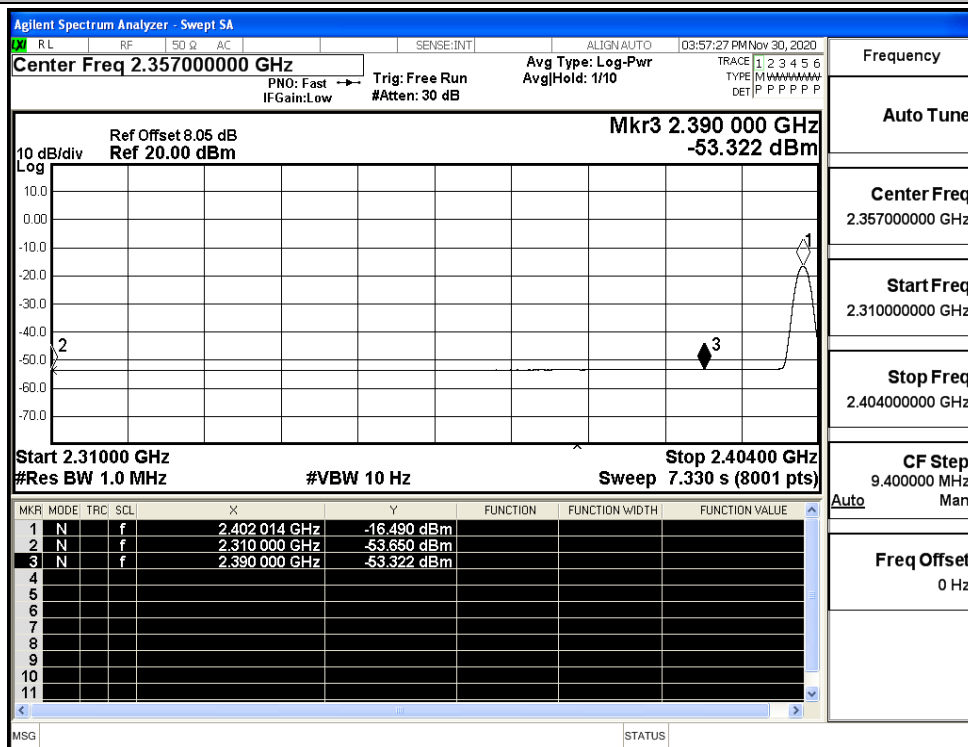 Agilent Spectrum Analyzer - Swept SA
LXI RL RF 50 Ω AC SENSE:INT ALIGN AUTO 03:57:27 PM Nov 30, 2020
Center Freq 2.357000000 GHz
PNO: Fast
IFGain:Low
Trig: Free Run
#Atten: 30 dB
Avg Type: Log-Pwr
Avg|Hold: 1/10
TRACE 1 2 3 4 5 6
TYPE M W W W W W
DET P P P P P P
Ref Offset 8.05 dB
10 dB/div Ref 20.00 dBm
Log
Mkr3 2.390 000 GHz
-53.322 dBm
10.0
0.00
-10.0
-20.0
-30.0
-40.0
-50.0
-60.0
-70.0
1
2
3
Start 2.31000 GHz Stop 2.40400 GHz
#Res BW 1.0 MHz #VBW 10 Hz Sweep 7.330 s (8001 pts)
MKR MODE TRC SCL X Y FUNCTION FUNCTION WIDTH FUNCTION VALUE
1 N f 2.402 014 GHz -16.490 dBm
2 N f 2.310 000 GHz -53.650 dBm
3 N f 2.390 000 GHz -53.322 dBm
4
5
6
7
8
9
10
11
MSG STATUS
Frequency
Auto Tune
Center Freq
2.357000000 GHz
Start Freq
2.310000000 GHz
Stop Freq
2.404000000 GHz
CF Step
9.400000 MHz
Auto Man
Freq Offset
0 Hz